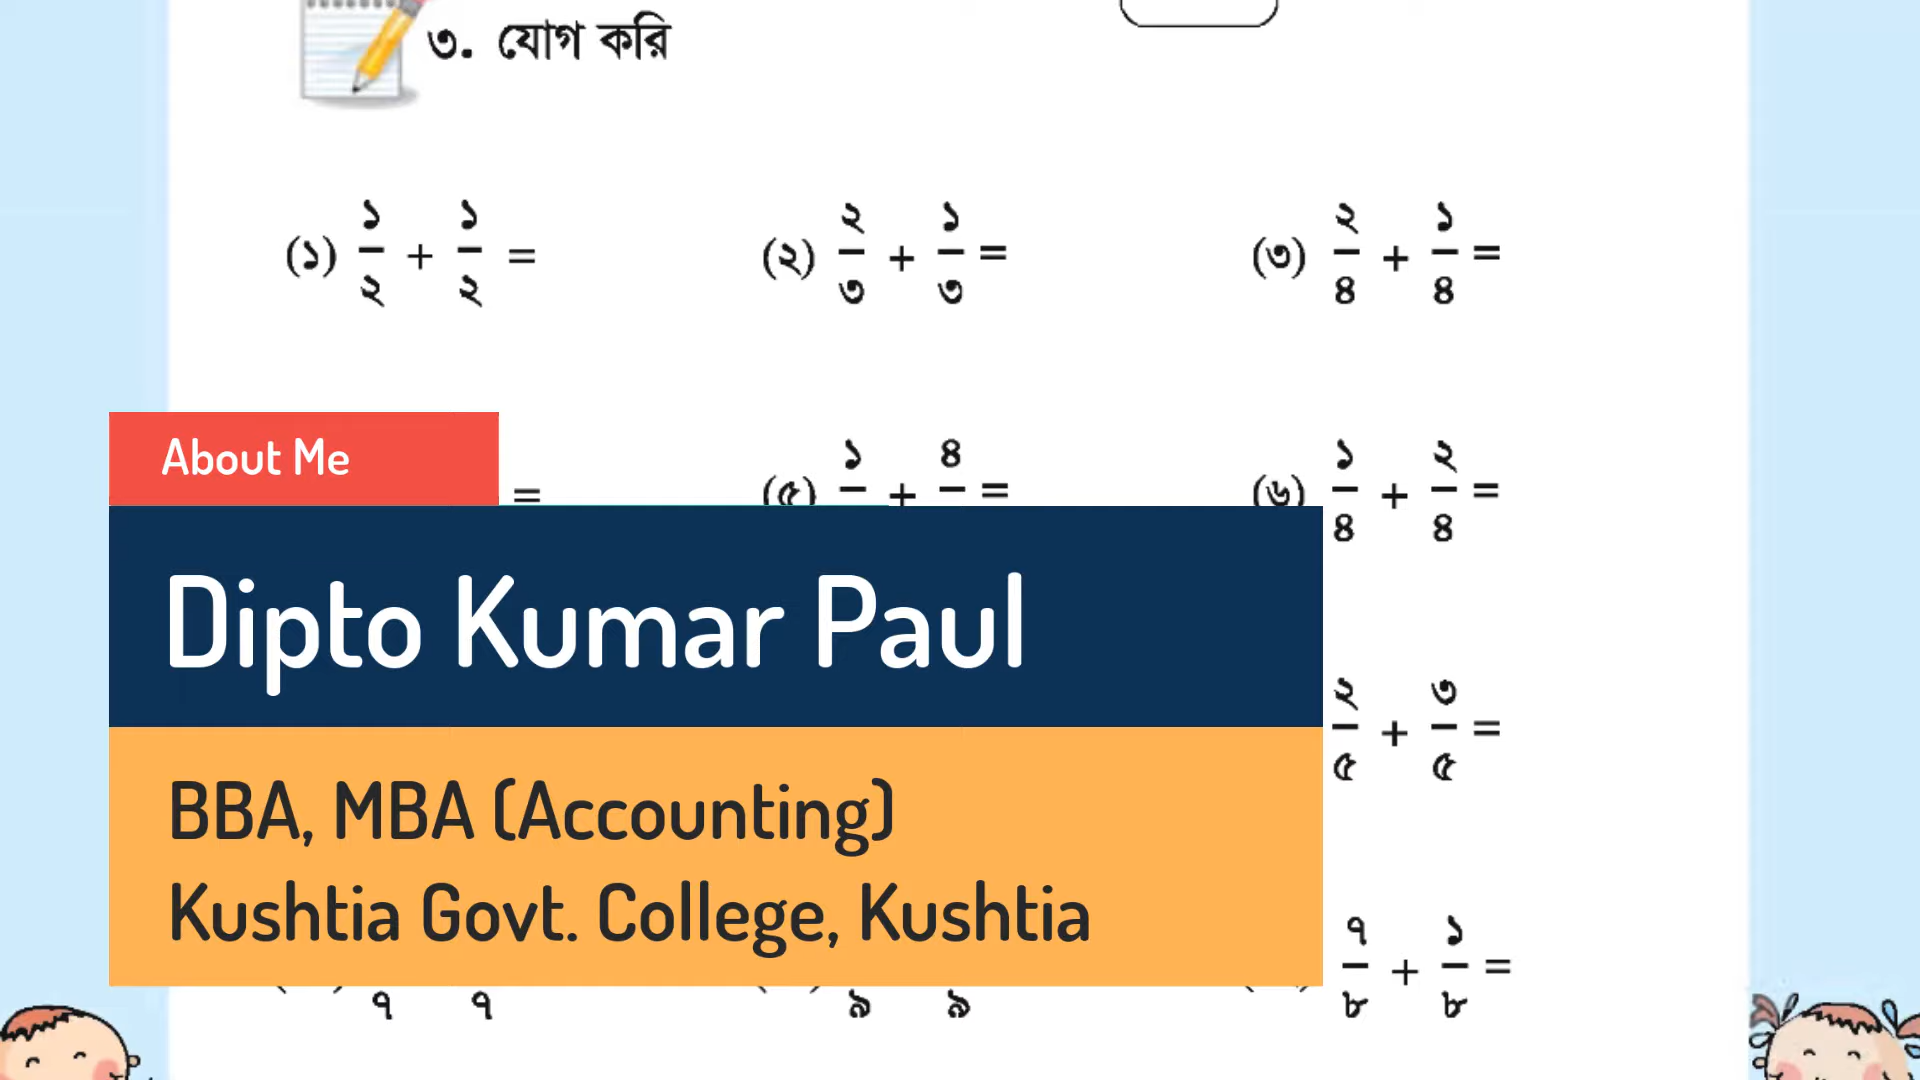 ৩. যোগ করি
(১) ১/২ + ১/২ =
(২) ২/৩ + ১/৩ =
(৩) ২/৪ + ১/৪ =
=
(৫) ১ + ৪ =
(৬) ১/৪ + ২/৪ =
About Me
Dipto Kumar Paul
২/৫ + ৩/৫ =
BBA, MBA (Accounting)
Kushtia Govt. College, Kushtia
৭/৮ + ১/৮ =
৭ ৭
৯ ৯